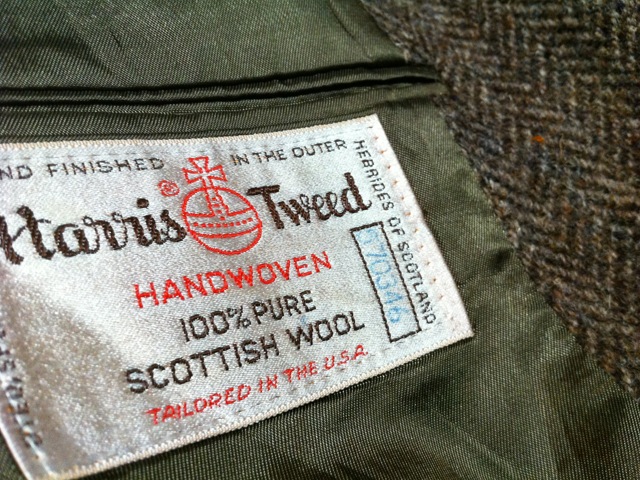 ND FINISHED IN THE OUTER
HEBRIDES OF SCOTLAND
®
Harris Tweed
HANDWOVEN
100% PURE
SCOTTISH WOOL
TAILORED IN THE U.S.A.